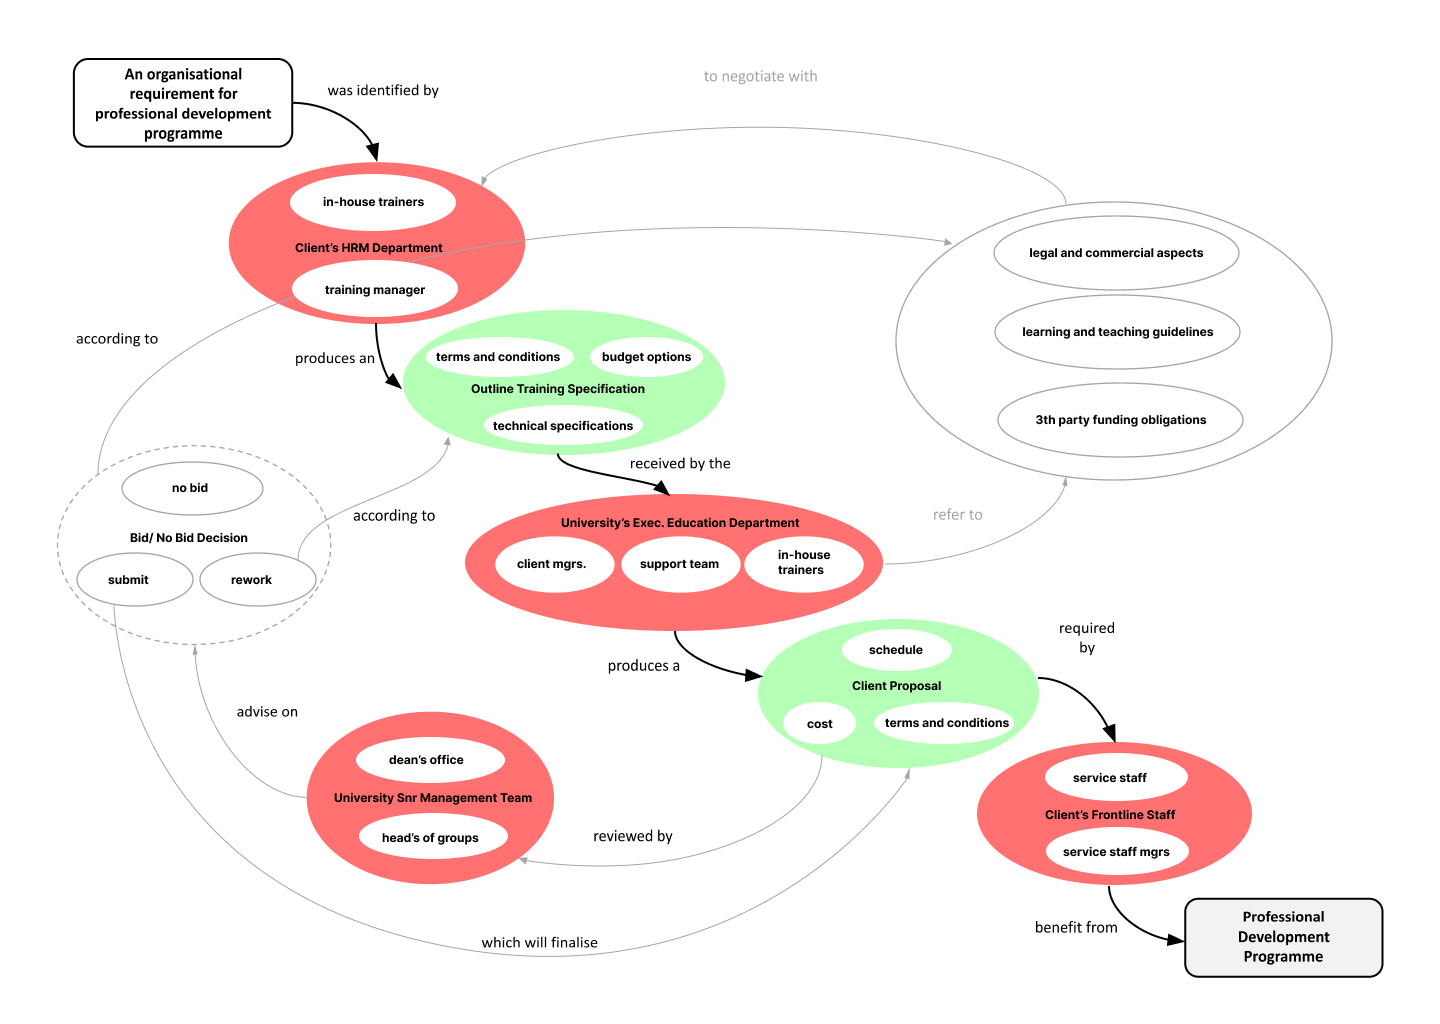 An organisational
requirement for
professional development
programme
was identified by
to negotiate with
in-house trainers
Client's HRM Department
training manager
legal and commercial aspects
learning and teaching guidelines
3th party funding obligations
according to
produces an
terms and conditions
budget options
Outline Training Specification
technical specifications
received by the
no bid
Bid/ No Bid Decision
submit
rework
according to
University's Exec. Education Department
client mgrs.
support team
in-house
trainers
refer to
required
by
produces a
schedule
Client Proposal
cost
terms and conditions
advise on
dean's office
University Snr Management Team
head's of groups
reviewed by
service staff
Client's Frontline Staff
service staff mgrs
which will finalise
benefit from
Professional
Development
Programme